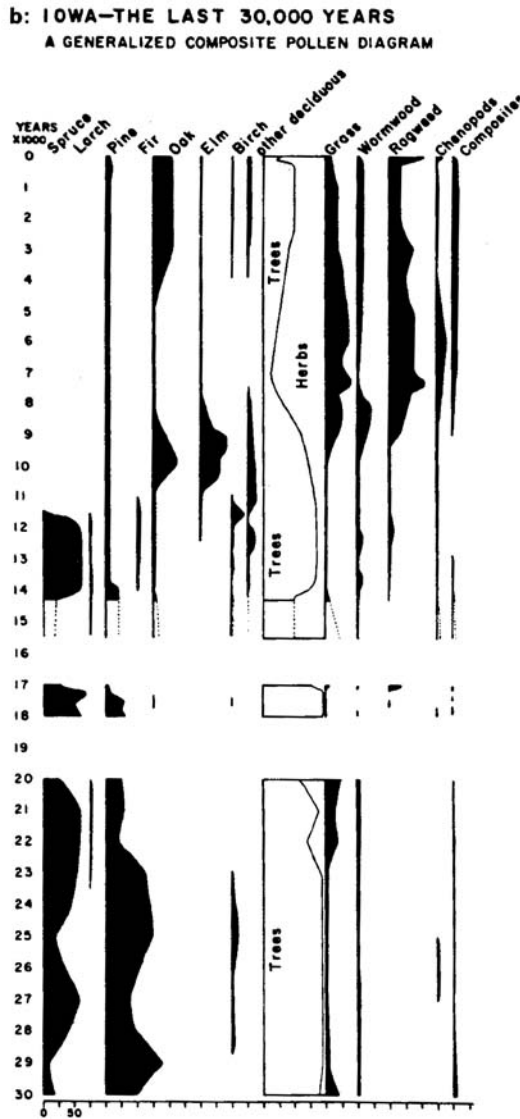 b: IOWA—THE LAST 30,000 YEARS
A GENERALIZED COMPOSITE POLLEN DIAGRAM
YEARS
X1000
Spruce
Larch
Pine
Fir
Oak
Elm
Birch
other deciduous
Grass
Wormwood
Ragweed
Chenopods
Composites
0
1
2
3
4
5
6
7
8
9
10
11
12
13
14
15
16
17
18
19
20
21
22
23
24
25
26
27
28
29
30
Trees
Herbs
Trees
Trees
0 50